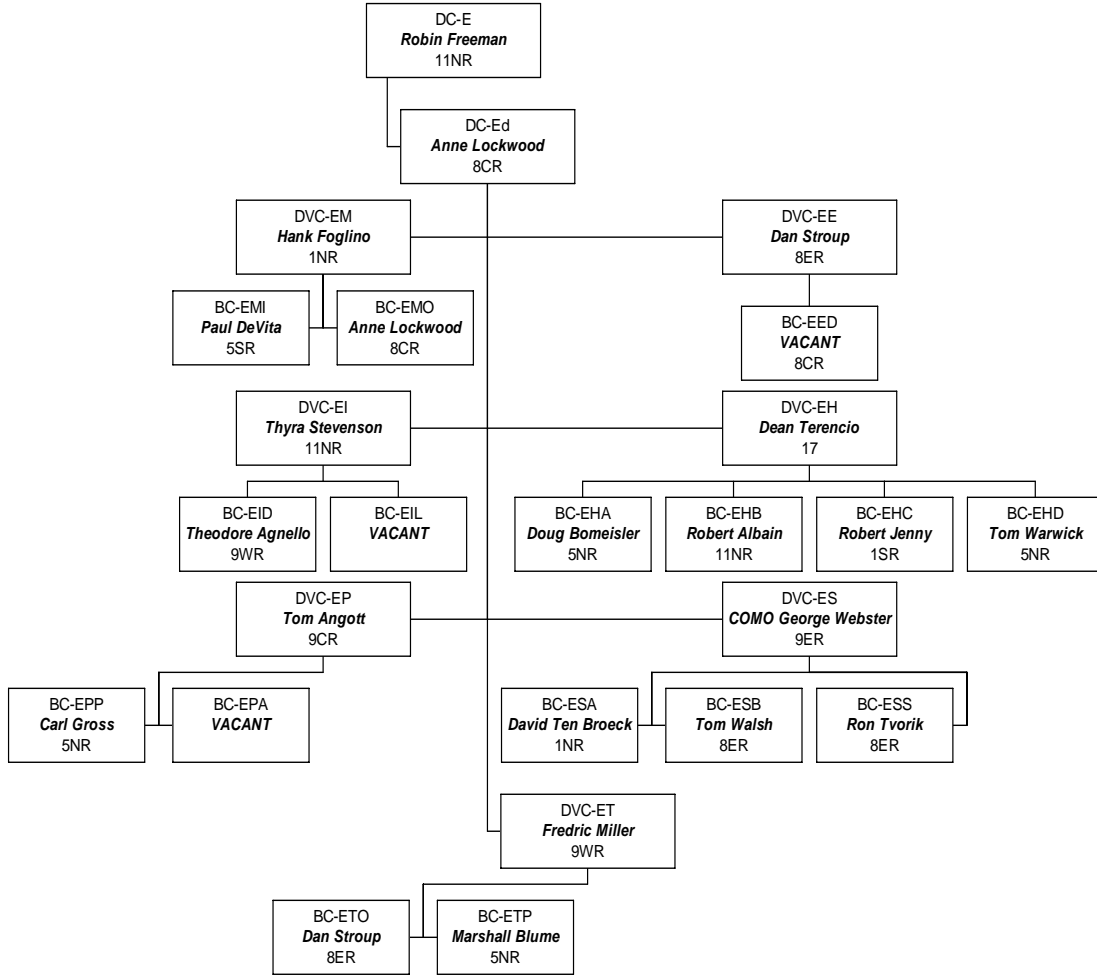 DC-E
Robin Freeman
11NR
DC-Ed
Anne Lockwood
8CR
DVC-EM
Hank Foglino
1NR
DVC-EE
Dan Stroup
8ER
BC-EMI
Paul DeVita
5SR
BC-EMO
Anne Lockwood
8CR
BC-EED
VACANT
8CR
DVC-EI
Thyra Stevenson
11NR
DVC-EH
Dean Terencio
17
BC-EID
Theodore Agnello
9WR
BC-EIL
VACANT
BC-EHA
Doug Bomeisler
5NR
BC-EHB
Robert Albain
11NR
BC-EHC
Robert Jenny
1SR
BC-EHD
Tom Warwick
5NR
DVC-EP
Tom Angott
9CR
DVC-ES
COMO George Webster
9ER
BC-EPP
Carl Gross
5NR
BC-EPA
VACANT
BC-ESA
David Ten Broeck
1NR
BC-ESB
Tom Walsh
8ER
BC-ESS
Ron Tvorik
8ER
DVC-ET
Fredric Miller
9WR
BC-ETO
Dan Stroup
8ER
BC-ETP
Marshall Blume
5NR